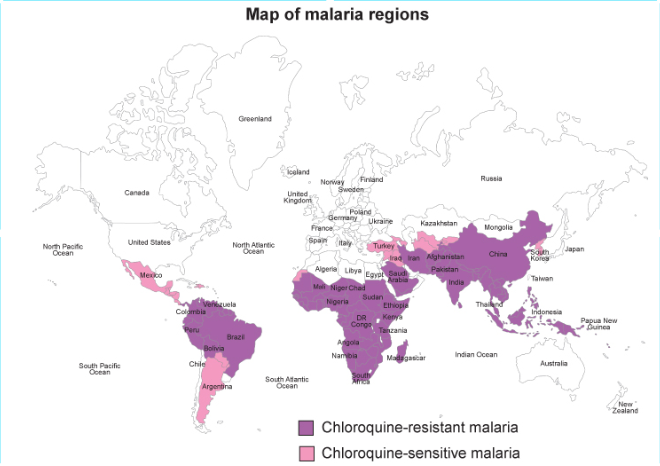 Map of malaria regions
Greenland
Iceland
Finland
Norway
Sweden
Russia
Canada
United
Kingdom
Poland
Germany
Ukraine
France
Kazakhstan
Mongolia
North Pacific
Ocean
United States
North Atlantic
Ocean
Spain
Italy
Turkey
Japan
South
Korea
China
Iraq
Iran
Afghanistan
Pakistan
Algeria
Libya
Egypt
Saudi
Arabia
India
Taiwan
Mexico
Mali
Niger
Chad
Sudan
Nigeria
Ethiopia
Thailand
Venezuela
Colombia
DR
Congo
Kenya
Tanzania
Indonesia
Papua New
Guinea
Peru
Brazil
Bolivia
Angola
Namibia
Madagascar
Indian Ocean
South Pacific
Ocean
Chile
Argentina
South Atlantic
Ocean
South
Africa
Australia
New
Zealand
Chloroquine-resistant malaria
Chloroquine-sensitive malaria